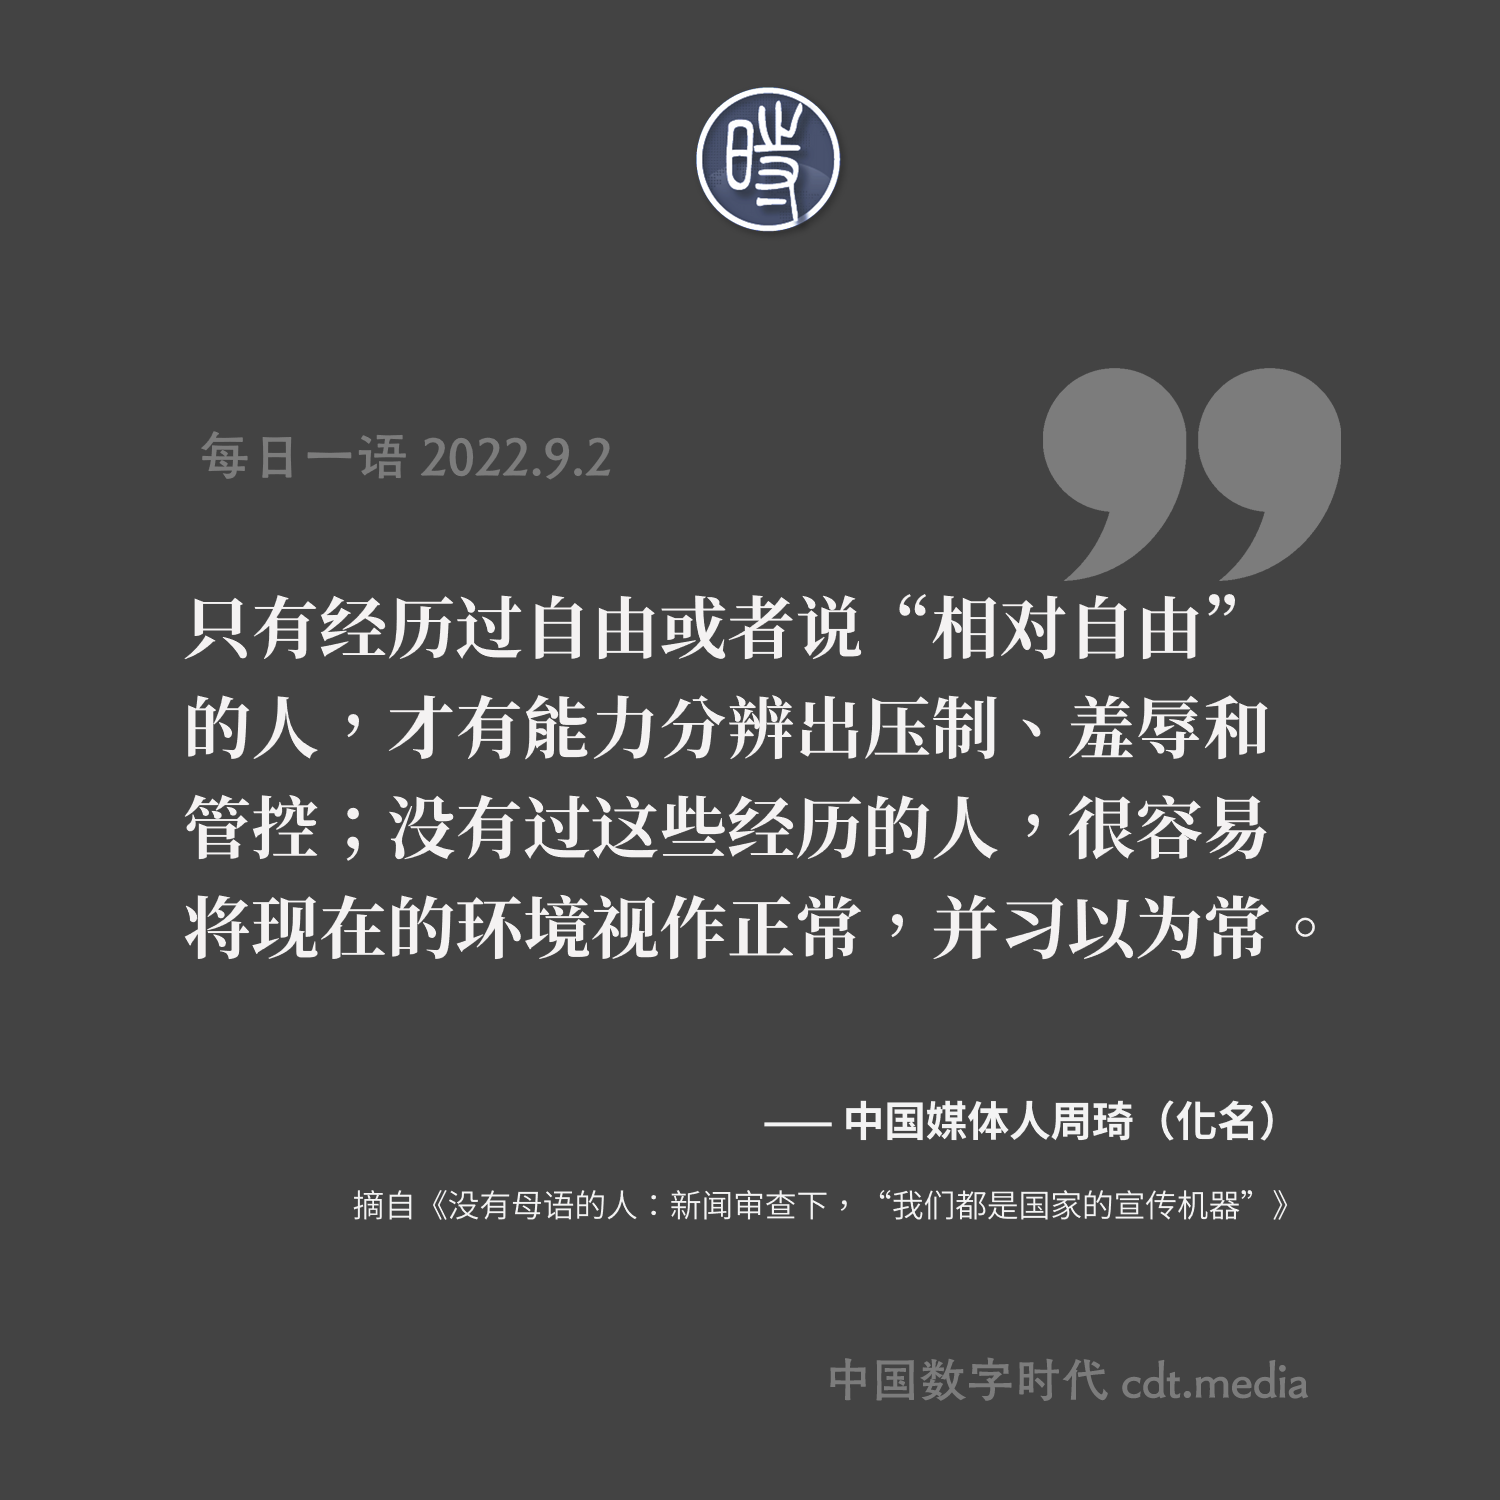 時
每日一语 2022.9.2
只有经历过自由或者说“相对自由”
的人，才有能力分辨出压制、羞辱和
管控；没有过这些经历的人，很容易
将现在的环境视作正常，并习以为常。
—— 中国媒体人周琦（化名）
摘自《没有母语的人：新闻审查下，“我们都是国家的宣传机器”》
中国数字时代 cdt.media